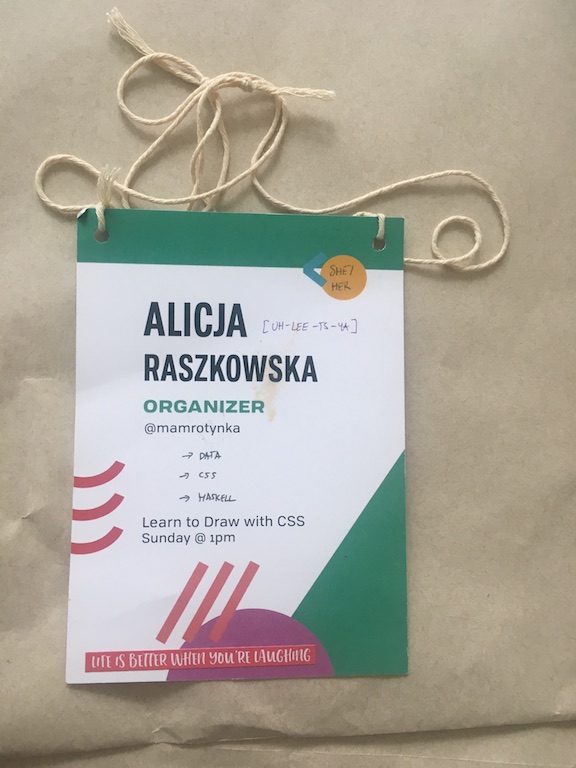 SHE/
HER
ALICJA [UH-LEE-TS-YA]
RASZKOWSKA
ORGANIZER
@mamrotynka
→ DATA
→ CSS
→ HASKELL
Learn to Draw with CSS
Sunday @ 1pm
LIFE IS BETTER WHEN YOU'RE LAUGHING